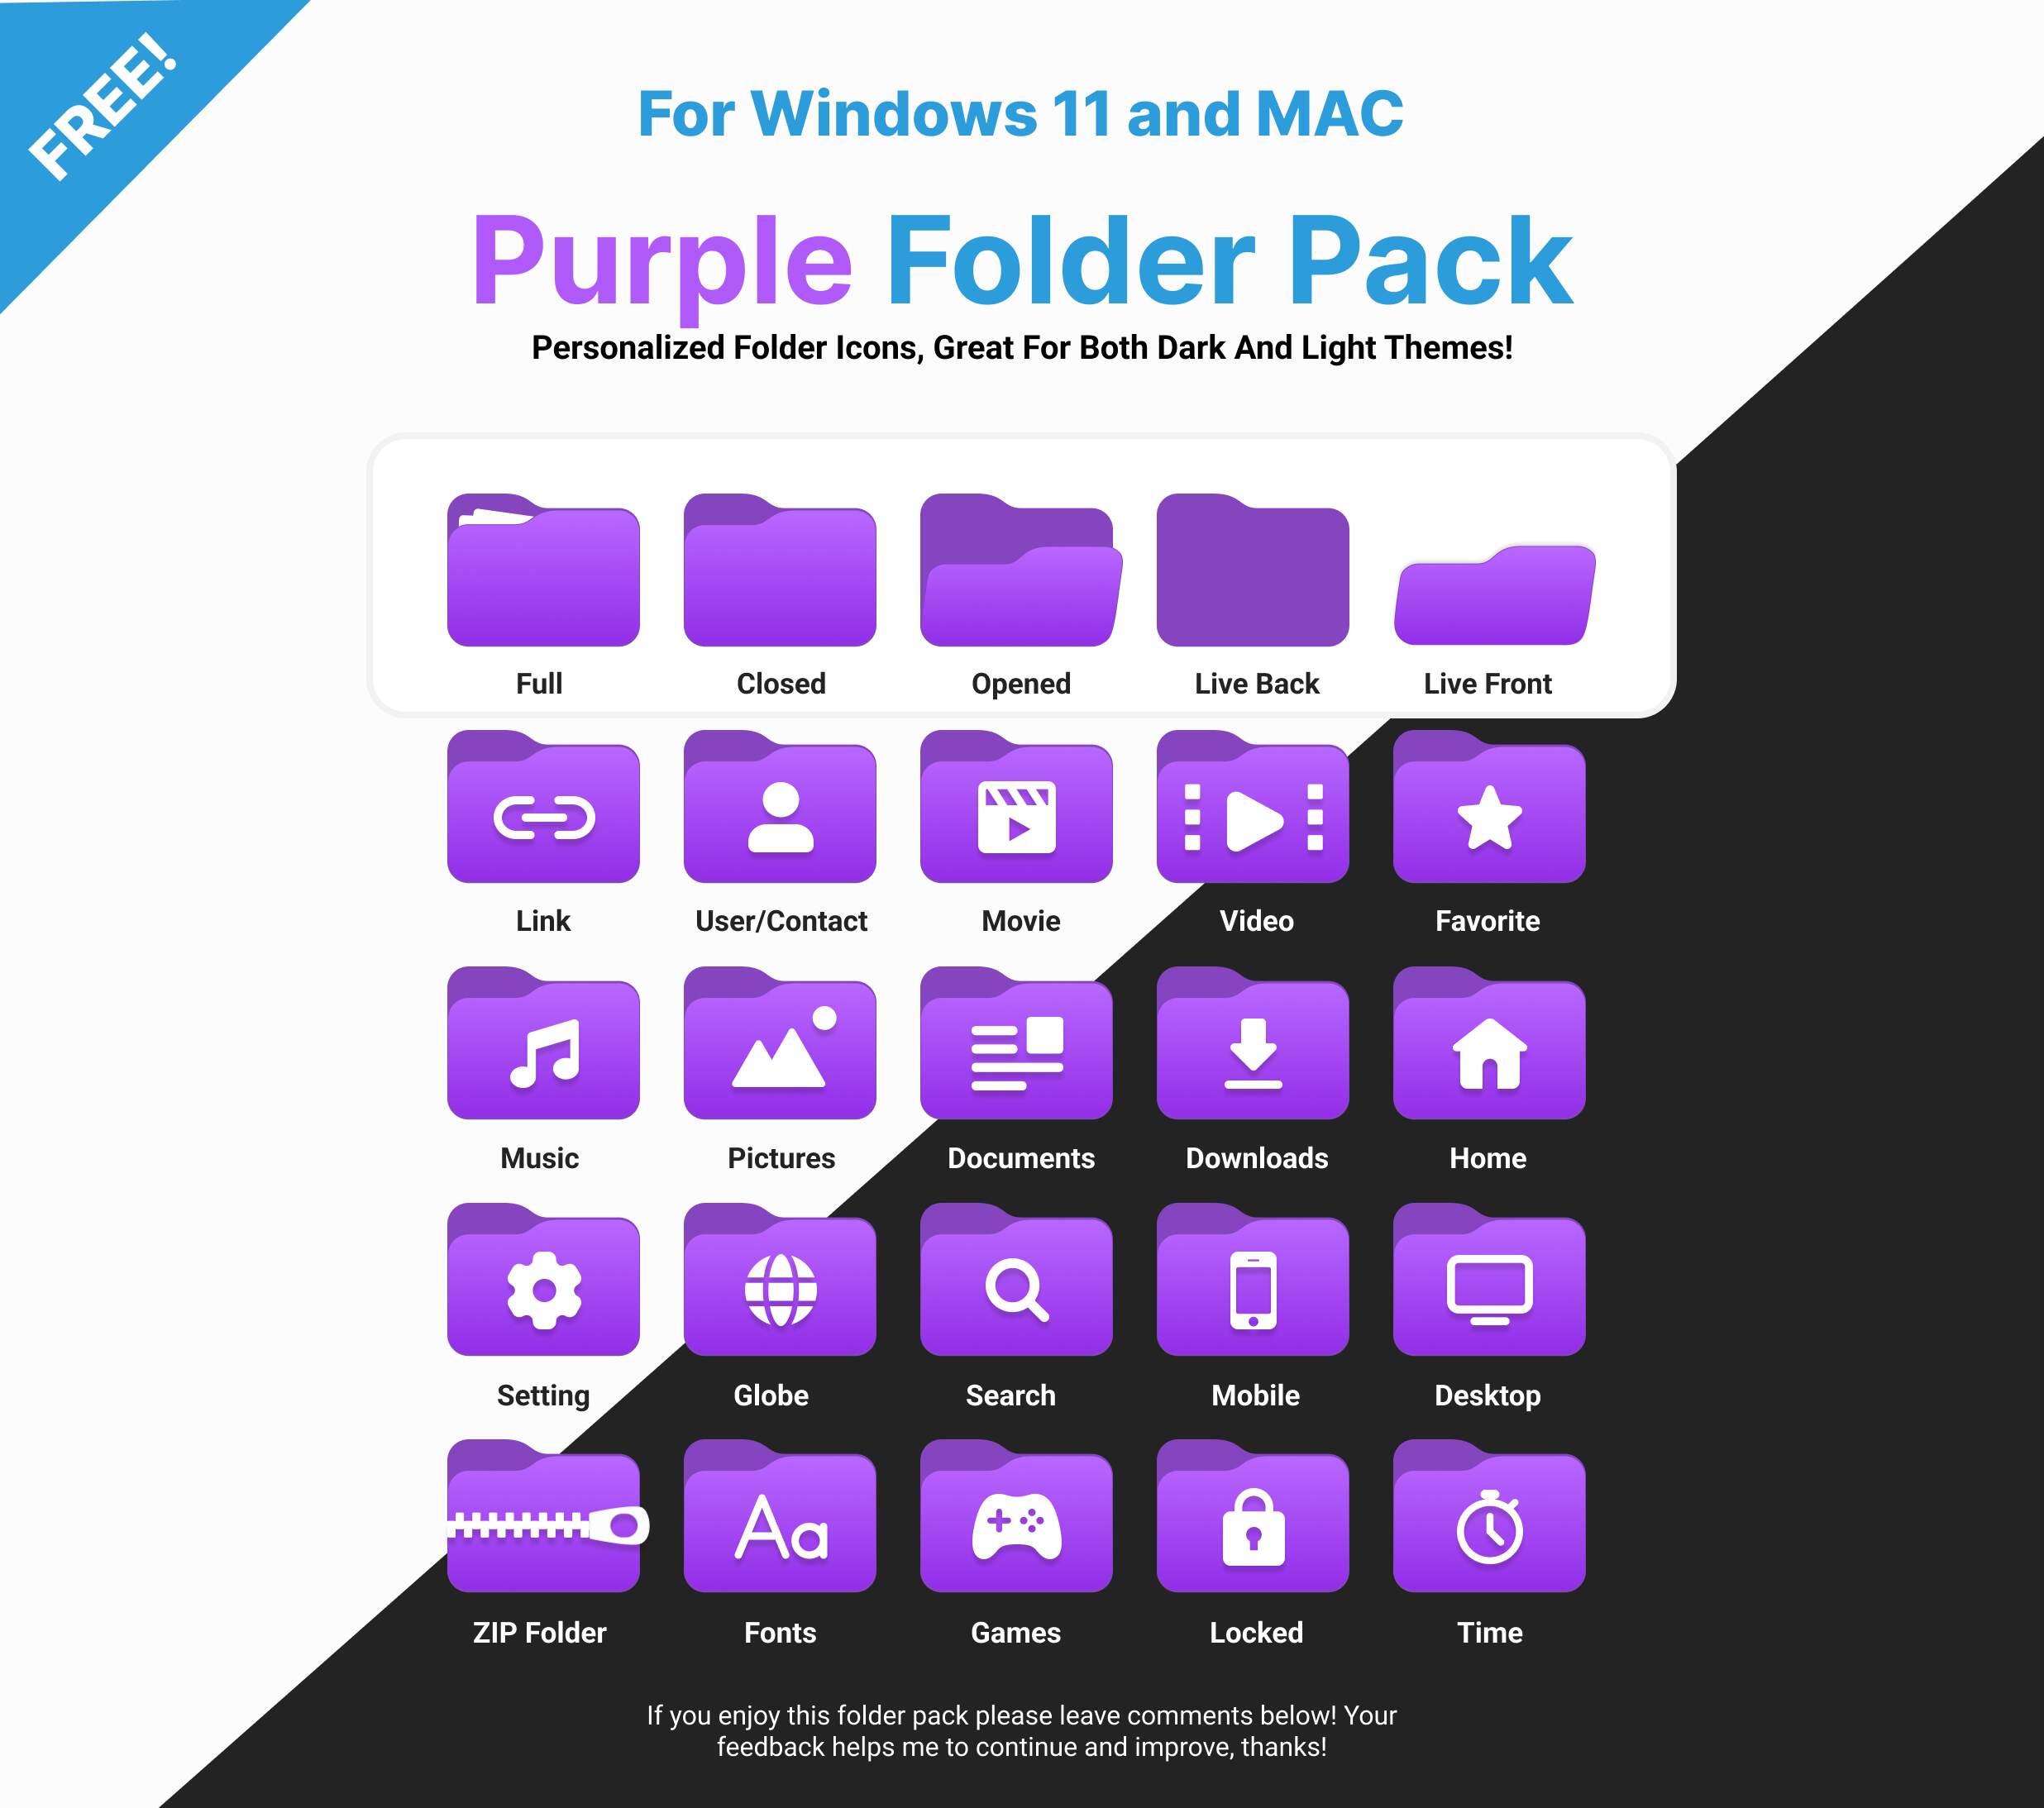 FREE!
For Windows 11 and MAC
Purple Folder Pack
Personalized Folder Icons, Great For Both Dark And Light Themes!
Full Closed Opened Live Back Live Front
Link User/Contact Movie Video Favorite
Music Pictures Documents Downloads Home
Setting Globe Search Mobile Desktop
Aa
ZIP Folder Fonts Games Locked Time
If you enjoy this folder pack please leave comments below! Your
feedback helps me to continue and improve, thanks!